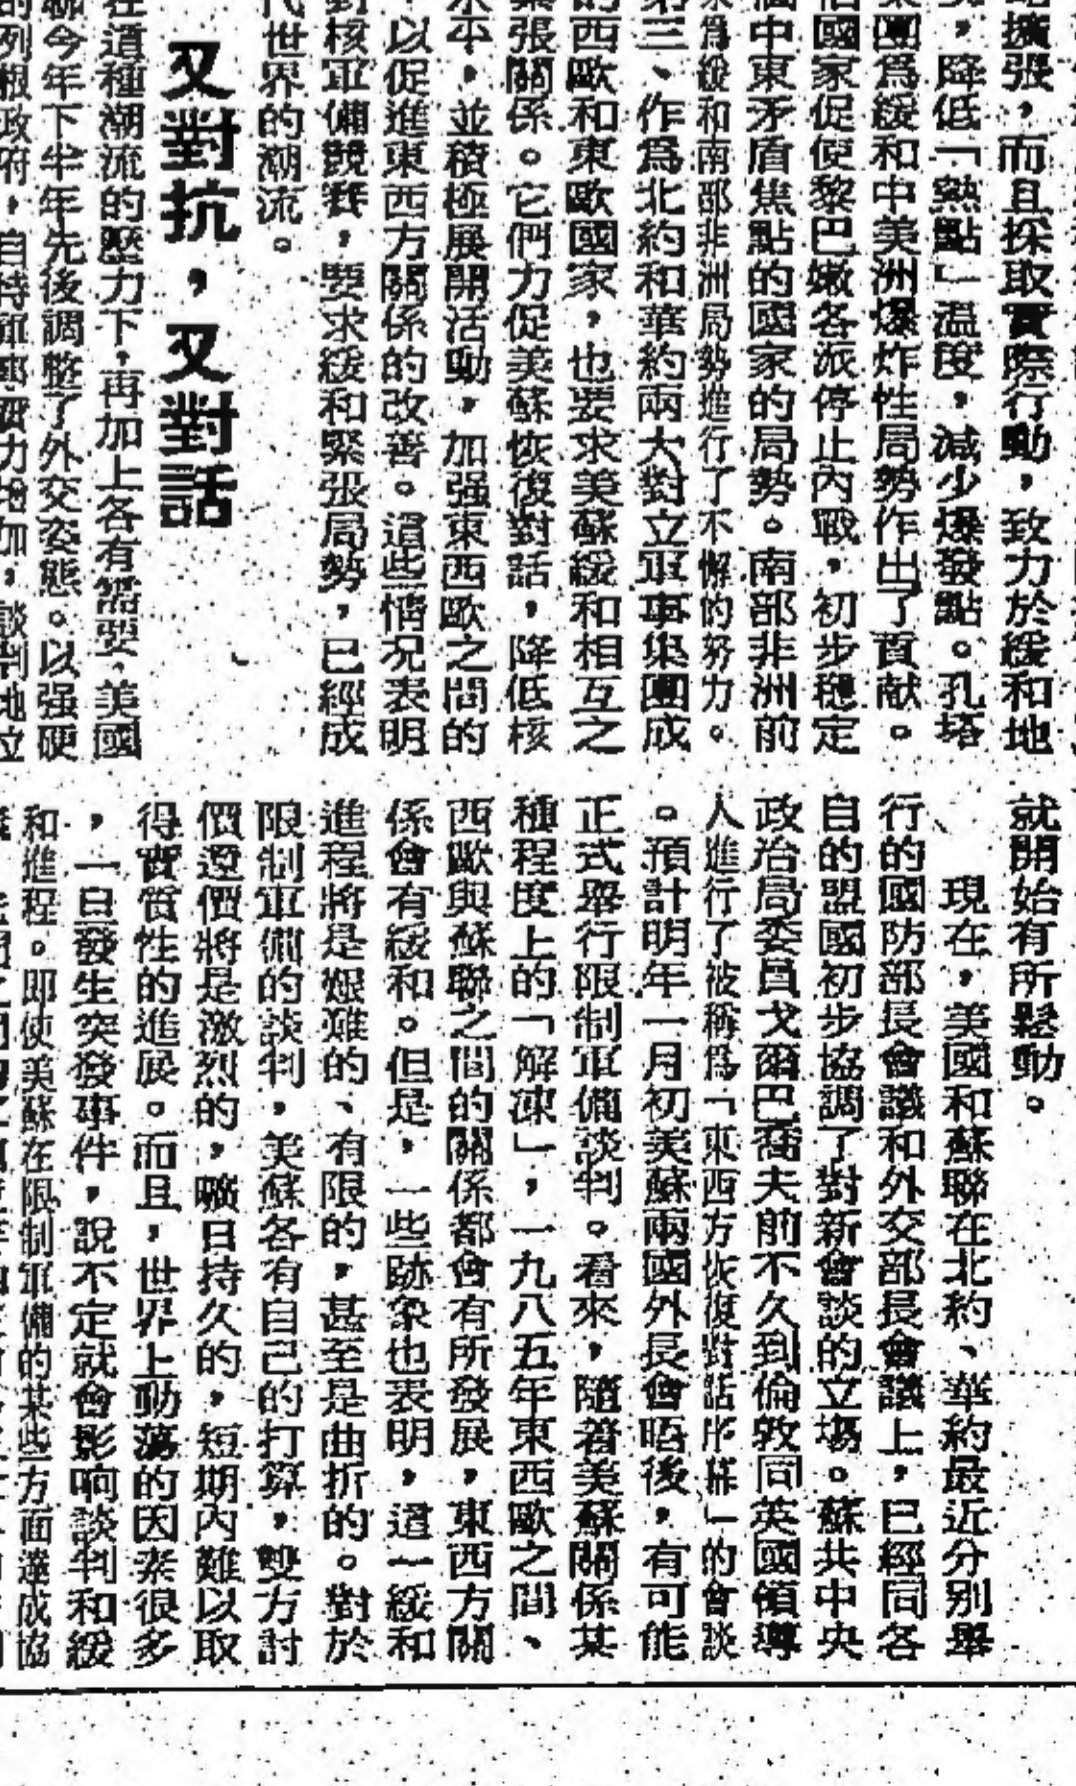 擴張，而且採取實際行動，致力於緩和地
，降低「熱點」溫度，減少爆發點。孔塔
集團爲緩和中美洲爆炸性局勢作出了貢献。
國家促使黎巴嫩各派停止內戰，初步穩定
中東矛盾焦點的國家的局勢。南部非洲前
爲緩和南部非洲局勢進行了不懈的努力。
第三、作爲北約和華約兩大對立軍事集團成
的西歐和東歐國家，也要求美蘇緩和相互之
緊張關係。它們力促美蘇恢復對話，降低核
水平，並積極展開活動，加强東西歐之間的
，以促進東西方關係的改善。這些情况表明
對核軍備競賽，要求緩和緊張局勢，已經成
代世界的潮流。
又對抗，又對話
在這種潮流的壓力下，再加上各有需要，美國
聯今年下半年先後調整了外交姿態。以强硬
政府，自恃軍事實力增加，談判地位
就開始有所鬆動。
現在，美國和蘇聯在北約、華約最近分别舉
行的國防部長會議和外交部長會議上，已經同各
自的盟國初步協調了對新會談的立場。蘇共中央
政治局委員戈爾巴喬夫前不久到倫敦同英國領導
人進行了被稱爲「東西方恢復對話序幕」的會談
。預計明年一月初美蘇兩國外長會晤後，有可能
正式舉行限制軍備談判。看來，隨着美蘇關係某
種程度上的「解凍」，一九八五年東西歐之間、
西歐與蘇聯之間的關係都會有所發展，東西方關
係會有緩和。但是，一些跡象也表明，這一緩和
進程將是艱難的、有限的，甚至是曲折的。對於
限制軍備的談判，美蘇各有自己的打算，雙方討
價還價將是激烈的，曠日持久的，短期內難以取
得實質性的進展。而且，世界上動蕩的因素很多
，一旦發生突發事件，說不定就會影响談判和緩
和進程。即使美蘇在限制軍備的某些方面達成協